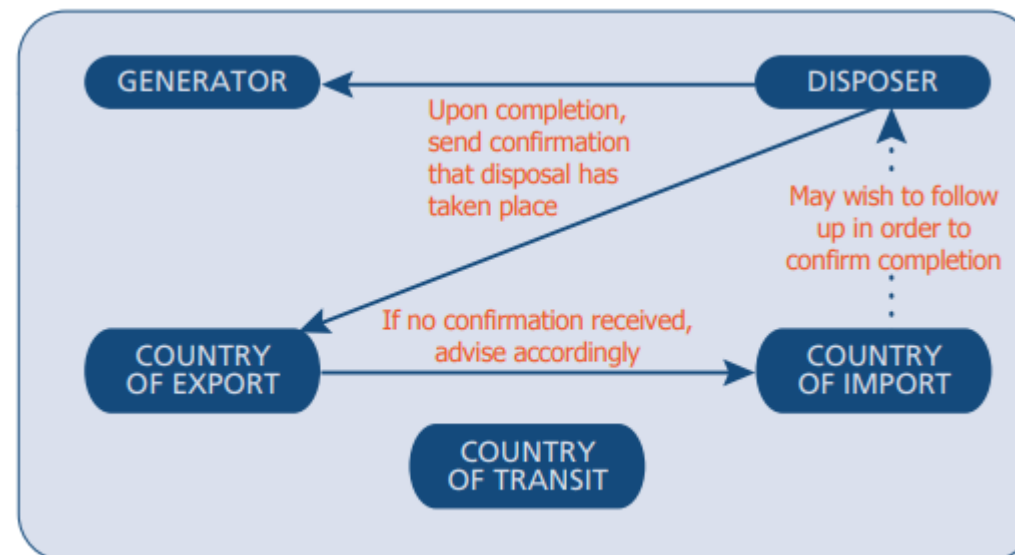 GENERATOR
DISPOSER
Upon completion,
send confirmation
that disposal has
taken place
May wish to follow
up in order to
confirm completion
If no confirmation received,
advise accordingly
COUNTRY
OF EXPORT
COUNTRY
OF IMPORT
COUNTRY
OF TRANSIT